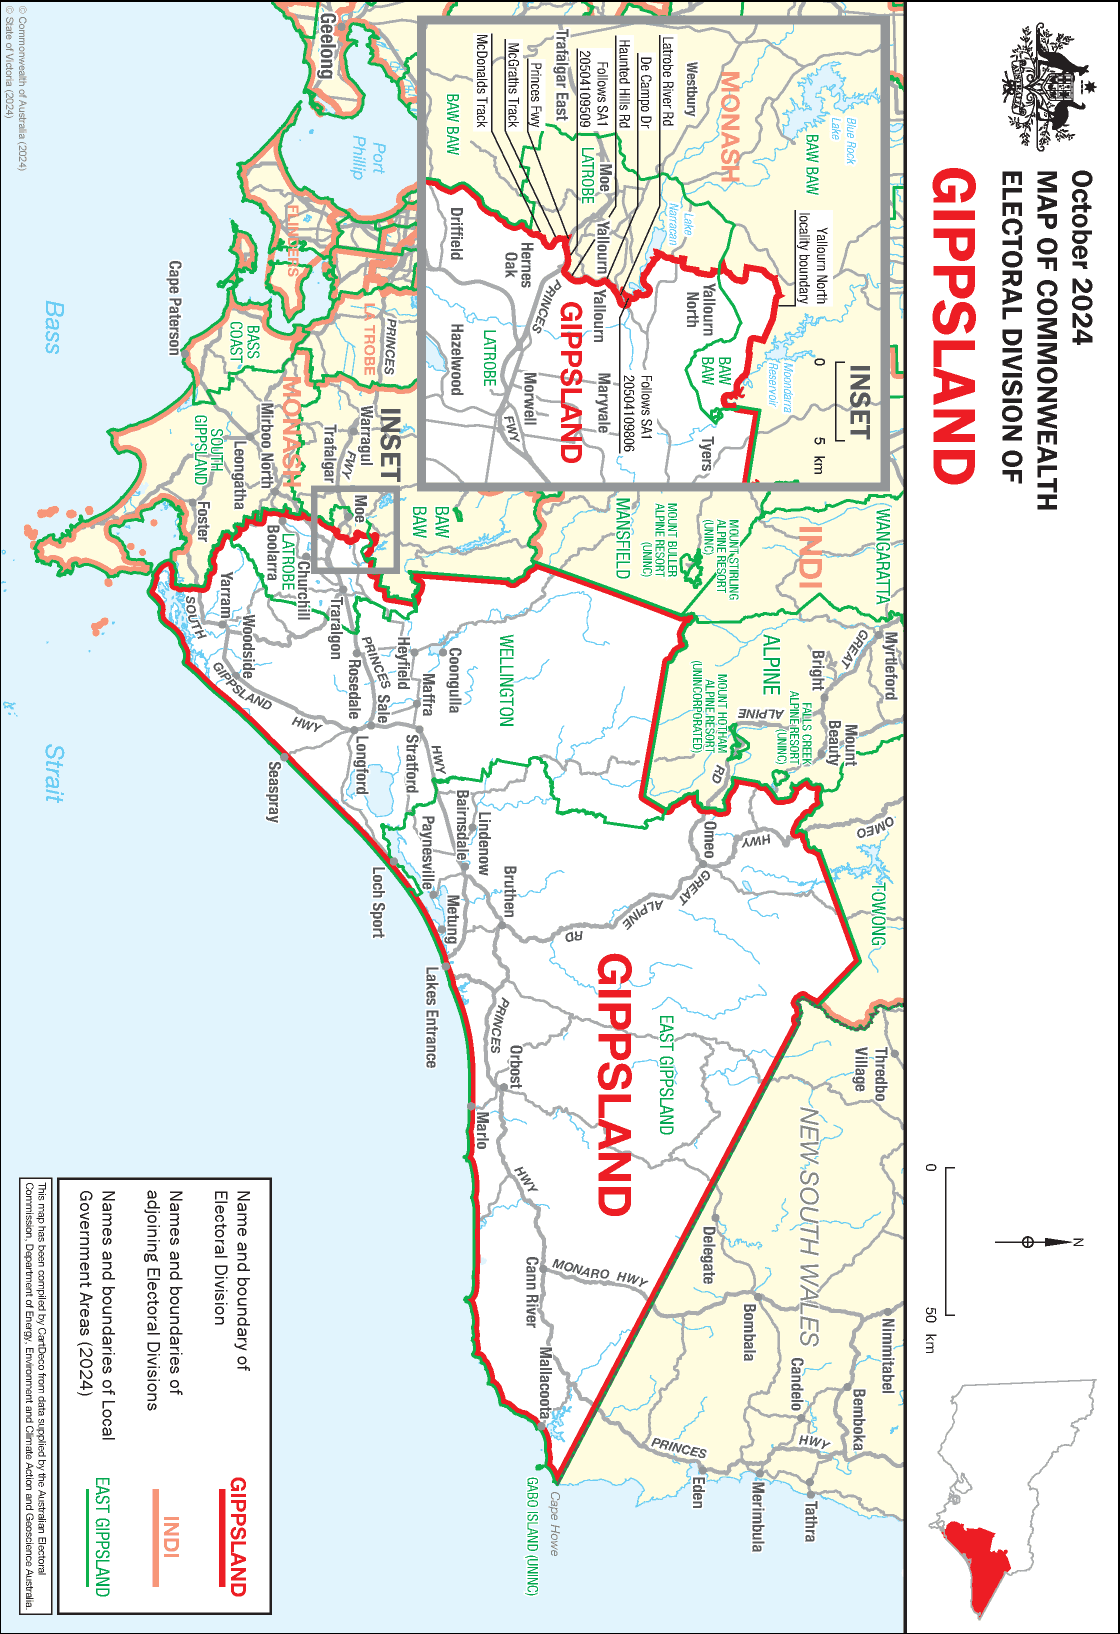 October 2024
MAP OF COMMONWEALTH
ELECTORAL DIVISION OF
GIPPSLAND
0
50 km
N
INSET
0
5 km
Yallourn North
locality boundary
Blue Rock
Lake
BAW BAW
MONASH
Westbury
Latrobe River Rd
De Campo Dr
Haunted Hills Rd
Follows SA1
20504109909
Trafalgar East
Princes Fwy
McGraths Track
McDonalds Track
BAW BAW
Lake
Narracan
Moe
LATROBE
Yallourn
Yallourn
North
Yallourn
BAW
BAW
Moondarra
Reservoir
Hernes
Oak
Driffield
PRINCES
GIPPSLAND
LATROBE
Hazelwood
Morwell
Maryvale
FWY
Follows SA1
20504109806
Tyers
WANGARATTA
INDI
MOUNT STIRLING
ALPINE RESORT
(UNINC)
MOUNT BULLER
ALPINE RESORT
(UNINC)
MANSFIELD
Myrtleford
GREAT
Bright
ALPINE
ALPINE
RD
Mount
Beauty
FALLS CREEK
ALPINE RESORT
(UNINC)
MOUNT HOTHAM
ALPINE RESORT
(UNINCORPORATED)
OMEO
HWY
TOWONG
Omeo
GREAT
ALPINE
RD
Thredbo
Village
NEW SOUTH WALES
Nimmitabel
Bemboka
Candelo
Bombala
Delegate
HWY
PRINCES
Tathra
Merimbula
Eden
GIPPSLAND
EAST GIPPSLAND
WELLINGTON
MONARO HWY
Cape Howe
GABO ISLAND (UNINC)
Mallacoota
Cann River
HWY
Marlo
Orbost
PRINCES
Lakes Entrance
Metung
Bruthen
Lindenow
Bairnsdale
Paynesville
Loch Sport
HWY
Stratford
Maffra
Coongulla
Heyfield
Sale
PRINCES
Rosedale
Longford
Seaspray
Traralgon
Churchill
LATROBE
Boolarra
Yarram
Woodside
SOUTH
GIPPSLAND
HWY
BAW
BAW
INSET
Moe
Warragul
FWY
Trafalgar
PRINCES
LA TROBE
MONASH
Mirboo North
Leongatha
SOUTH
GIPPSLAND
Foster
BASS
COAST
Cape Paterson
FLINDERS
Port
Phillip
Geelong
Bass
Strait
Name and boundary of
Electoral Division
GIPPSLAND
Names and boundaries of
adjoining Electoral Divisions
INDI
Names and boundaries of Local
Government Areas (2024)
EAST GIPPSLAND
This map has been compiled by CartDeco from data supplied by the Australian Electoral
Commission, Department of Energy, Environment and Climate Action and Geoscience Australia.
© Commonwealth of Australia (2024)
© State of Victoria (2024)